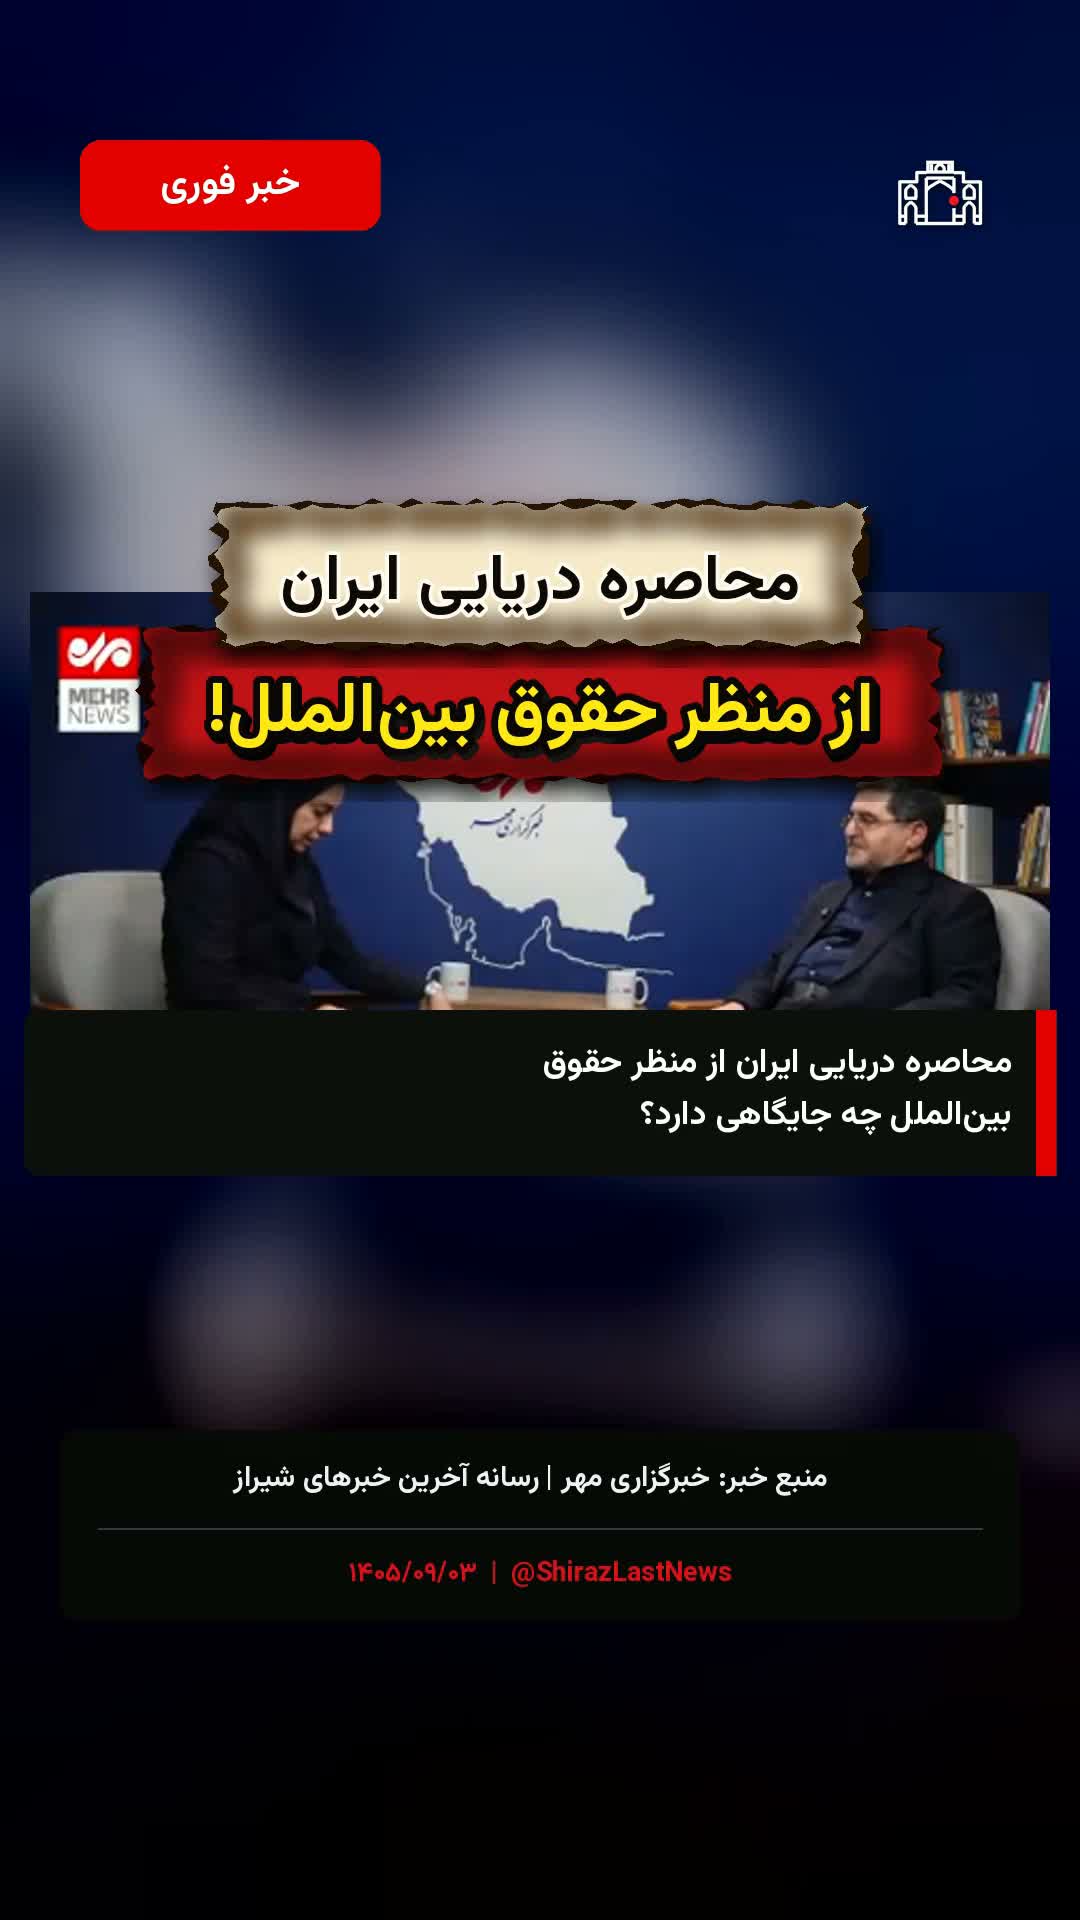 خبر فوری
محاصره دریایی ایران
از منظر حقوق بین‌الملل!
MEHR
NEWS
خبرگزاری مهر
محاصره دریایی ایران از منظر حقوق
بین‌الملل چه جایگاهی دارد؟
منبع خبر: خبرگزاری مهر | رسانه آخرین خبرهای شیراز
۱۴۰۵/۰۹/۰۳ | @ShirazLastNews